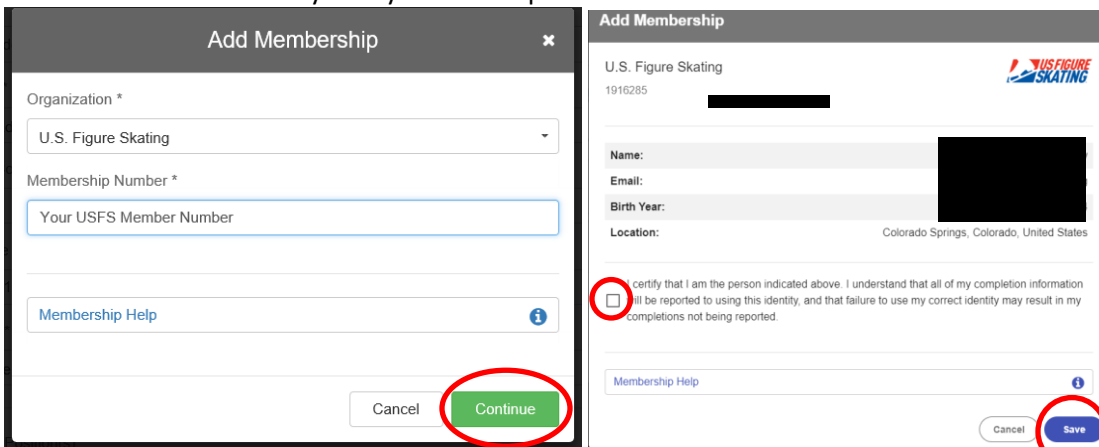 Add Membership ×
Organization *
U.S. Figure Skating
Membership Number *
Your USFS Member Number
Membership Help
Cancel Continue
Add Membership
U.S. Figure Skating
US FIGURE
SKATING
1916285
Name:
Email:
Birth Year:
Location: Colorado Springs, Colorado, United States
I certify that I am the person indicated above. I understand that all of my completion information
will be reported to using this identity, and that failure to use my correct identity may result in my
completions not being reported.
Membership Help
Cancel Save